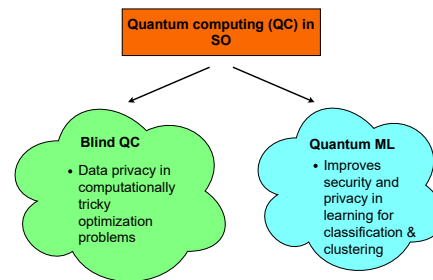 Quantum computing (QC) in
SO
Blind QC
• Data privacy in
computationally
tricky
optimization
problems
Quantum ML
• Improves
security and
privacy in
learning for
classification &
clustering